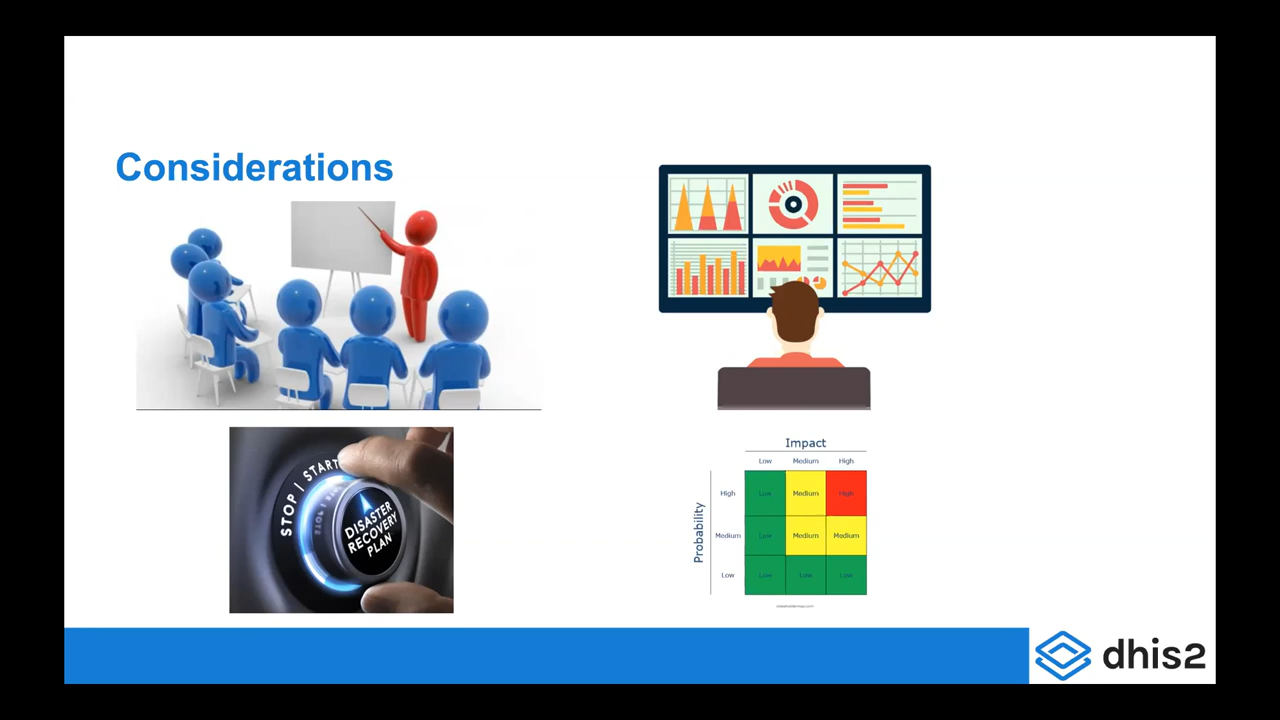 Considerations
STOP / START
DISASTER
RECOVERY
PLAN
Impact
Low Medium High
Probability
High Low Medium High
Medium Low Medium Medium
Low Low Low Low
dhis2